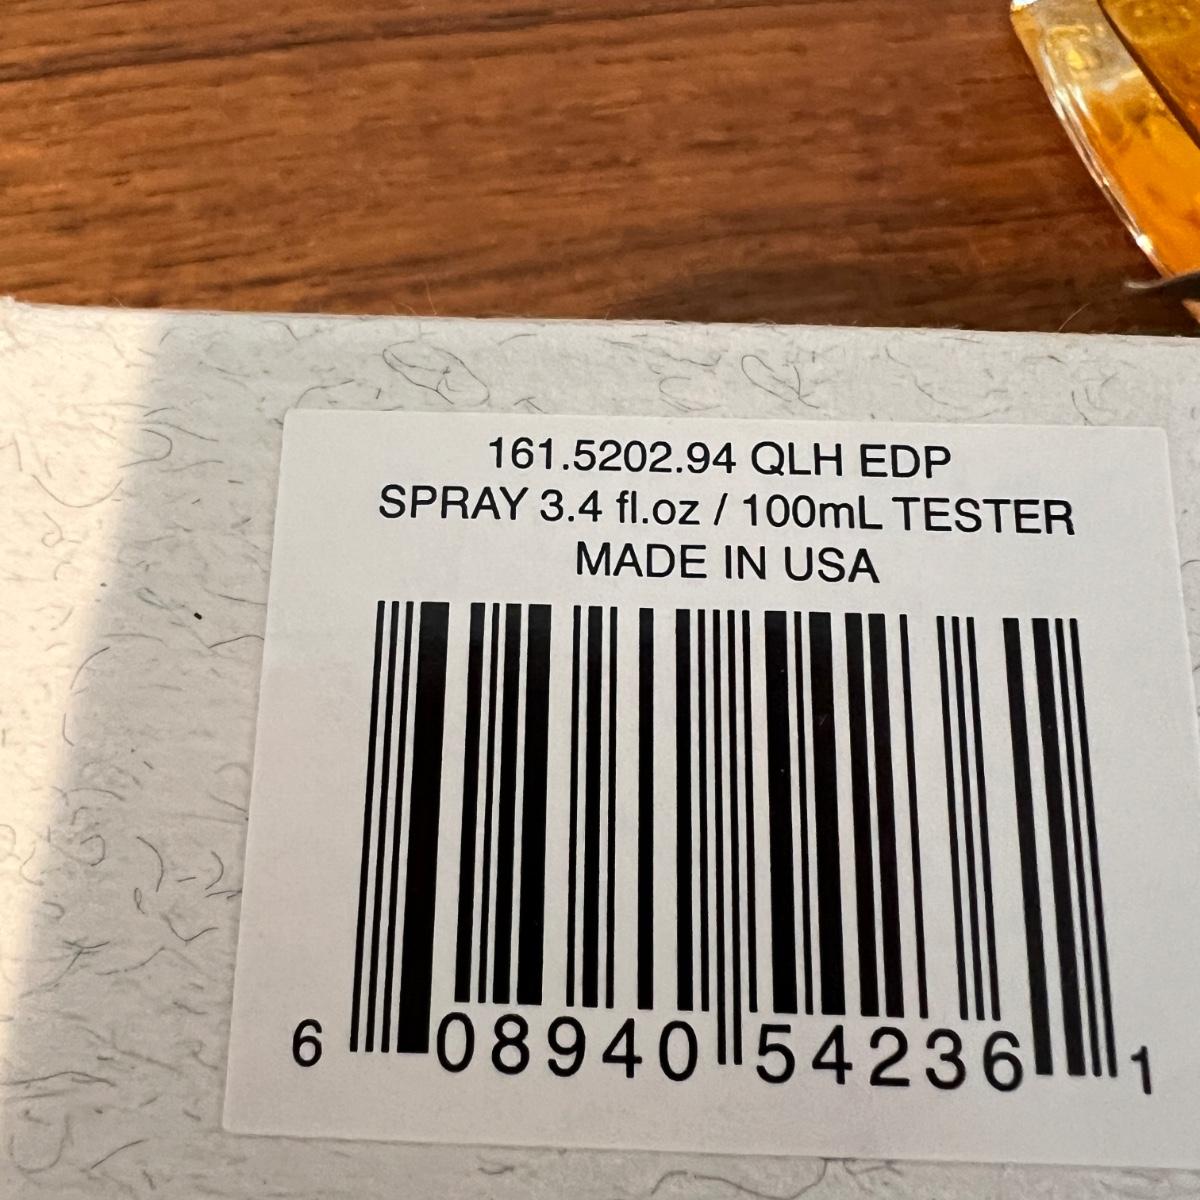 161.5202.94 QLH EDP
SPRAY 3.4 fl.oz / 100mL TESTER
MADE IN USA
6 08940 54236 1